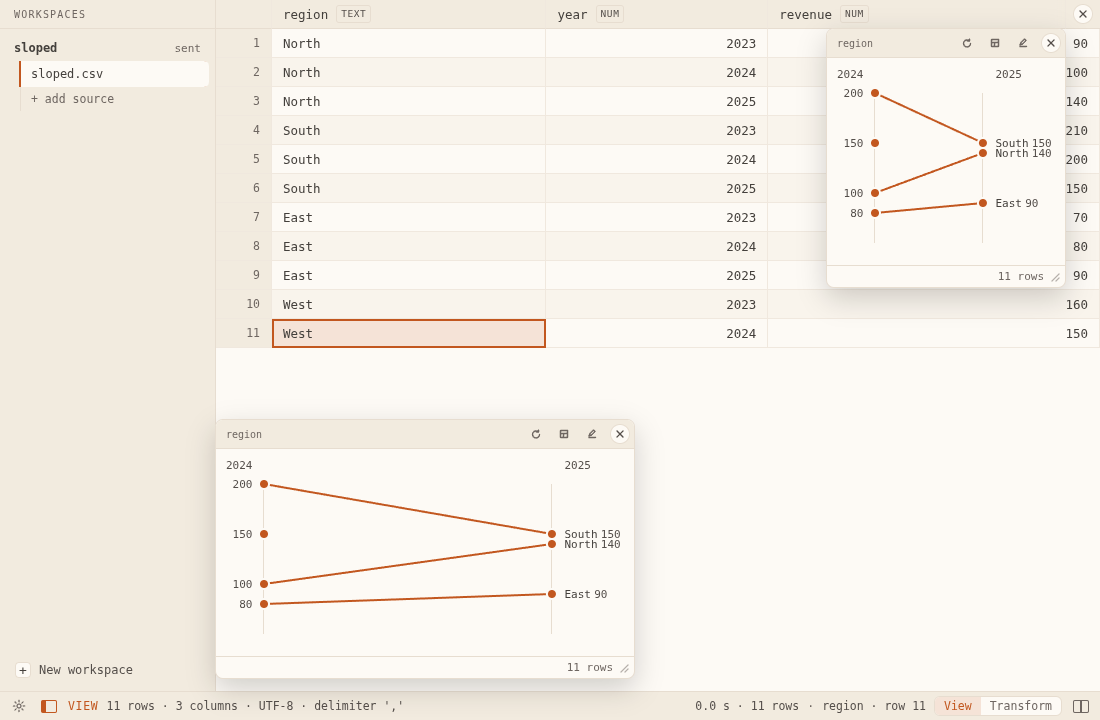 WORKSPACES
sloped sent
sloped.csv
+ add source
+ New workspace
region TEXT year NUM revenue NUM
1 North 2023 90
2 North 2024 100
3 North 2025 140
4 South 2023 210
5 South 2024 200
6 South 2025 150
7 East 2023 70
8 East 2024 80
9 East 2025 90
10 West 2023 160
11 West 2024 150
region
2024 2025
200
150 South 150
North 140
100
80 East 90
11 rows
region
2024 2025
200
150 South 150
North 140
100
80 East 90
11 rows
VIEW 11 rows · 3 columns · UTF-8 · delimiter ',' 0.0 s · 11 rows · region · row 11 View Transform